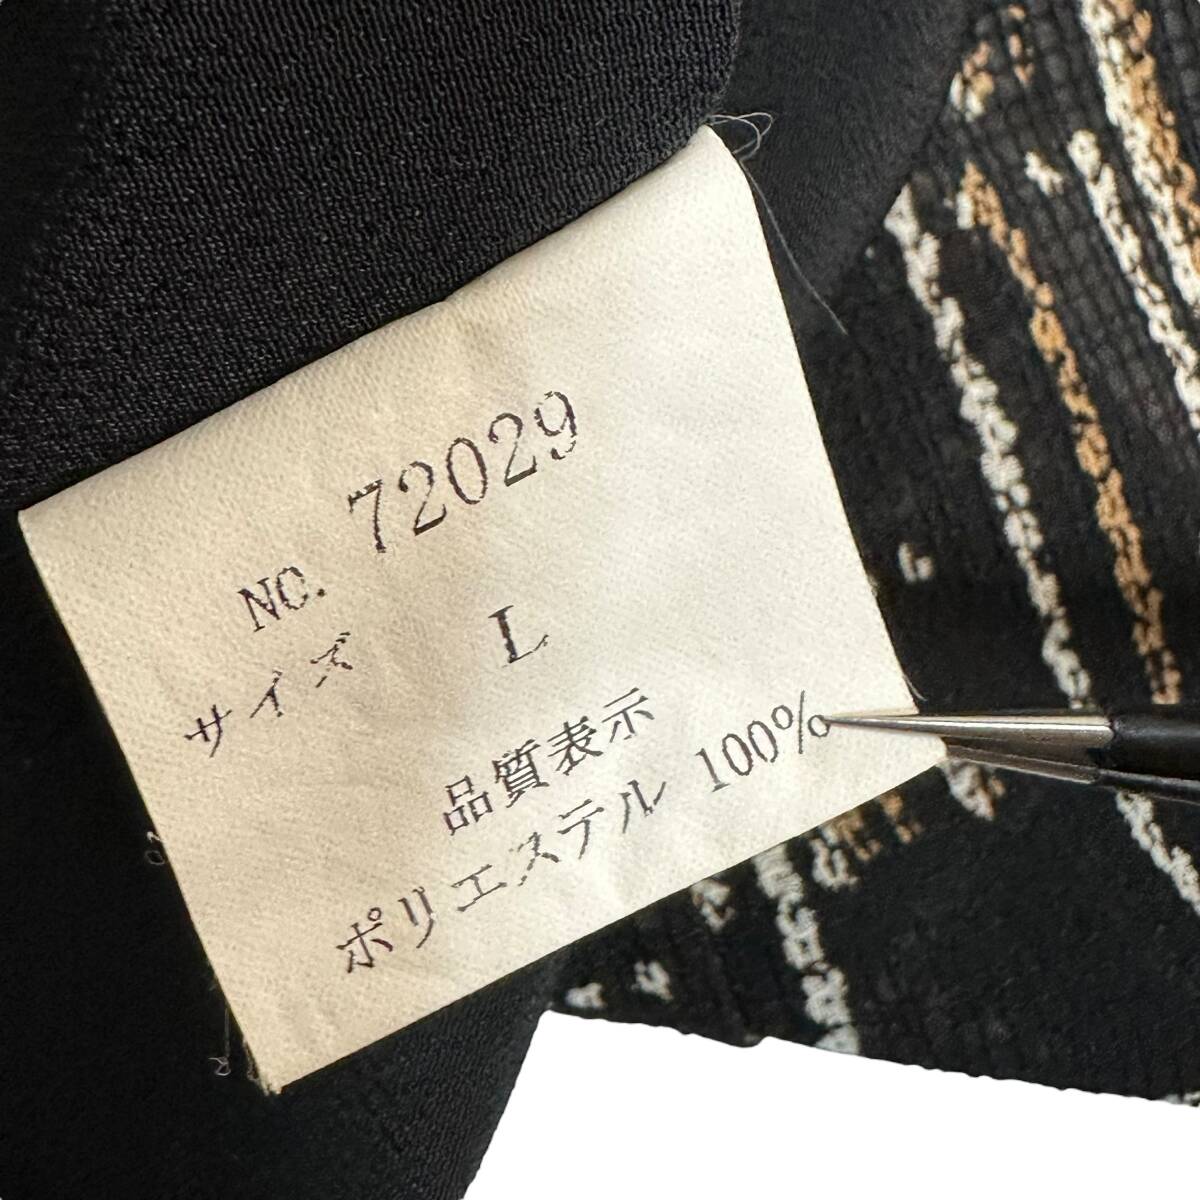 NO. 72029
サイズ L
品質表示
ポリエステル 100%